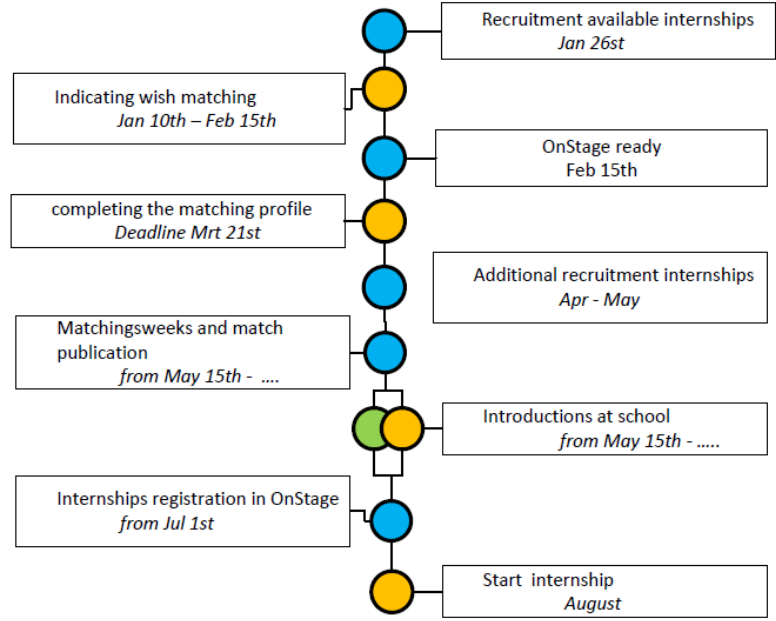 Recruitment available internships
Jan 26st
Indicating wish matching
Jan 10th – Feb 15th
OnStage ready
Feb 15th
completing the matching profile
Deadline Mrt 21st
Additional recruitment internships
Apr - May
Matchingsweeks and match
publication
from May 15th - ....
Introductions at school
from May 15th - .....
Internships registration in OnStage
from Jul 1st
Start  internship
August